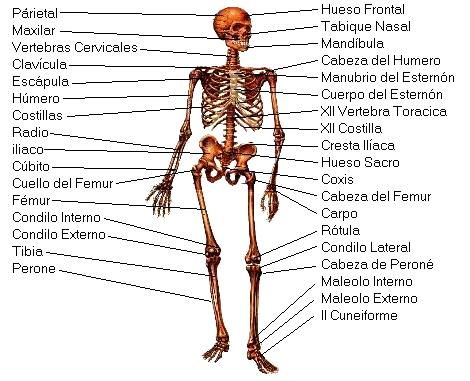 Párietal
Maxilar
Vertebras Cervicales
Clavícula
Escápula
Húmero
Costillas
Radio
iliaco
Cúbito
Cuello del Femur
Fémur
Condilo Interno
Condilo Externo
Tibia
Perone
Hueso Frontal
Tabique Nasal
Mandíbula
Cabeza del Humero
Manubrio del Esternón
Cuerpo del Esternón
XII Vertebra Toracica
XII Costilla
Cresta Ilíaca
Hueso Sacro
Coxis
Cabeza del Femur
Carpo
Rótula
Condilo Lateral
Cabeza de Peroné
Maleolo Interno
Maleolo Externo
II Cuneiforme